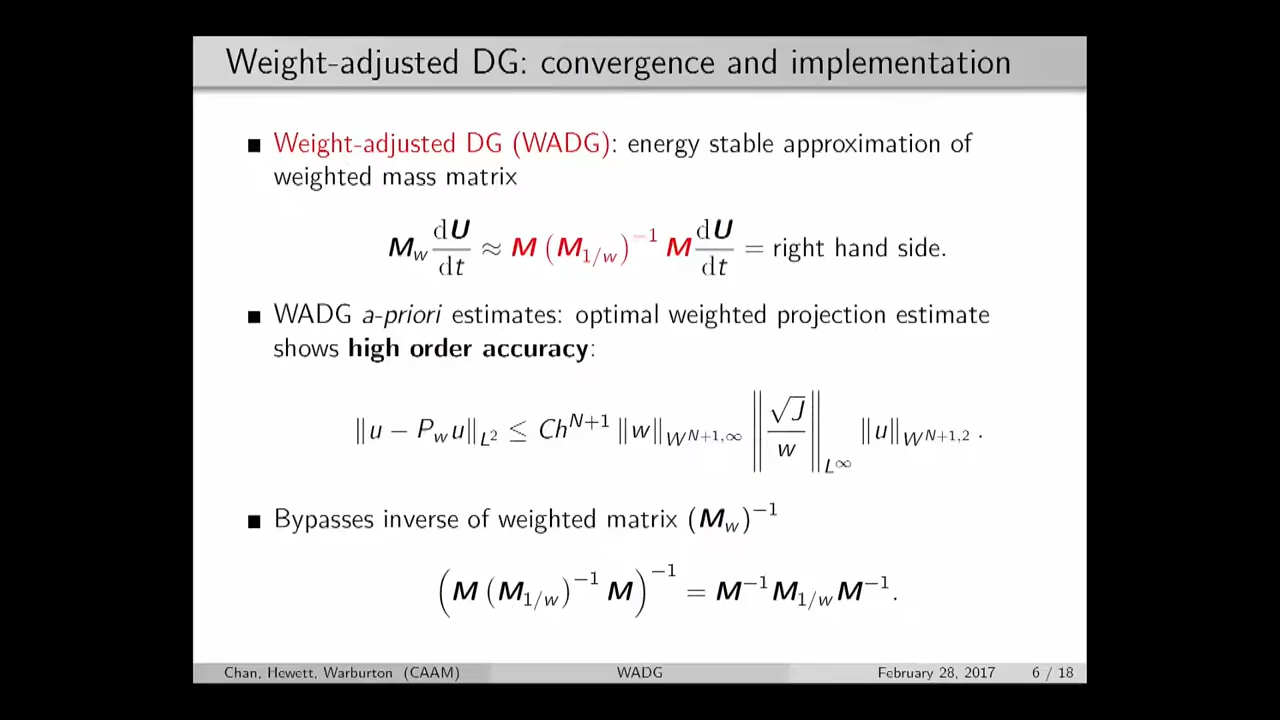 Weight-adjusted DG: convergence and implementation
■ Weight-adjusted DG (WADG): energy stable approximation of
weighted mass matrix
M_w dU/dt ≈ M (M_{1/w})^{-1} M dU/dt = right hand side.
■ WADG a-priori estimates: optimal weighted projection estimate
shows high order accuracy:
‖u − P_w u‖_{L^2} ≤ Ch^{N+1} ‖w‖_{W^{N+1,∞}} ‖√J/w‖_{L^∞} ‖u‖_{W^{N+1,2}} .
■ Bypasses inverse of weighted matrix (M_w)^{-1}
(M (M_{1/w})^{-1} M)^{-1} = M^{-1} M_{1/w} M^{-1}.
Chan, Hewett, Warburton (CAAM) WADG February 28, 2017 6 / 18